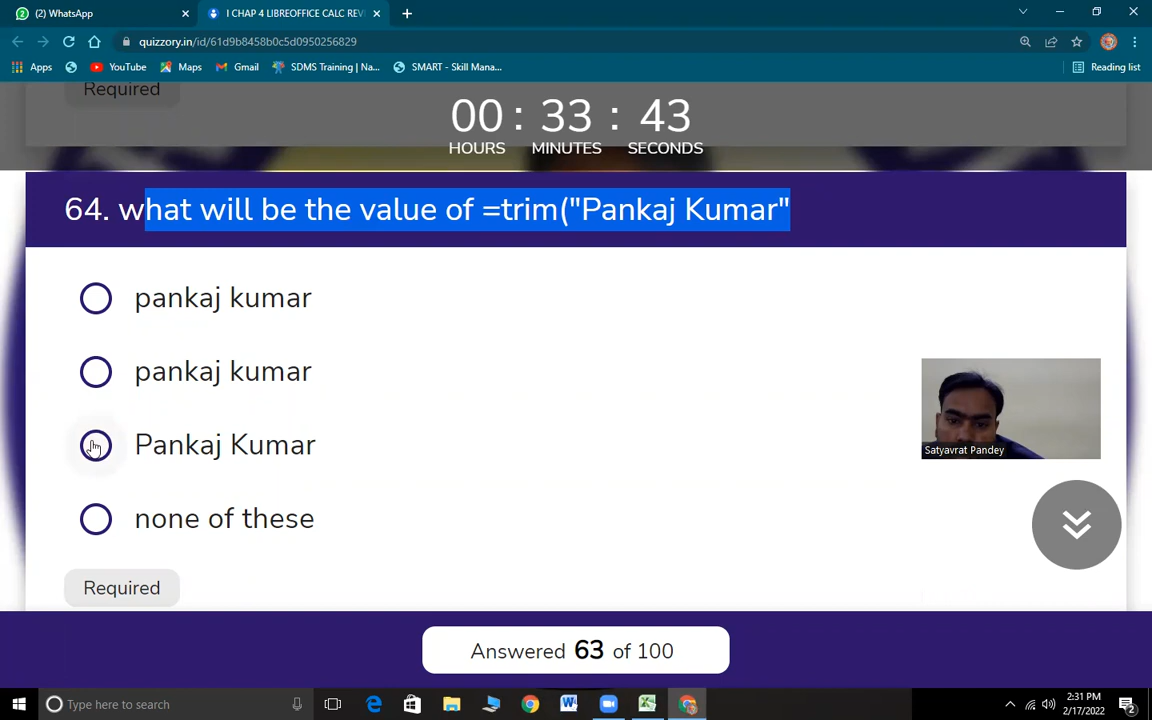 (2) WhatsApp
I CHAP 4 LIBREOFFICE CALC REV
quizzory.in/id/61d9b8458b0c5d0950256829
Apps
YouTube
Maps
Gmail
SDMS Training | Na...
SMART - Skill Mana...
Reading list
Required
00 : 33 : 43
HOURS MINUTES SECONDS
64. what will be the value of =trim("Pankaj Kumar"
pankaj kumar
pankaj kumar
Pankaj Kumar
none of these
Satyavrat Pandey
Required
Answered 63 of 100
Type here to search
2:31 PM
2/17/2022
2